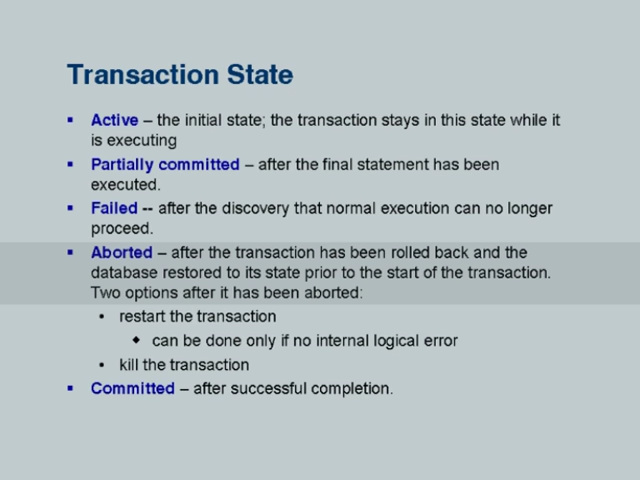 Transaction State
▪ Active – the initial state; the transaction stays in this state while it
is executing
▪ Partially committed – after the final statement has been
executed.
▪ Failed -- after the discovery that normal execution can no longer
proceed.
▪ Aborted – after the transaction has been rolled back and the
database restored to its state prior to the start of the transaction.
Two options after it has been aborted:
• restart the transaction
◆ can be done only if no internal logical error
• kill the transaction
▪ Committed – after successful completion.